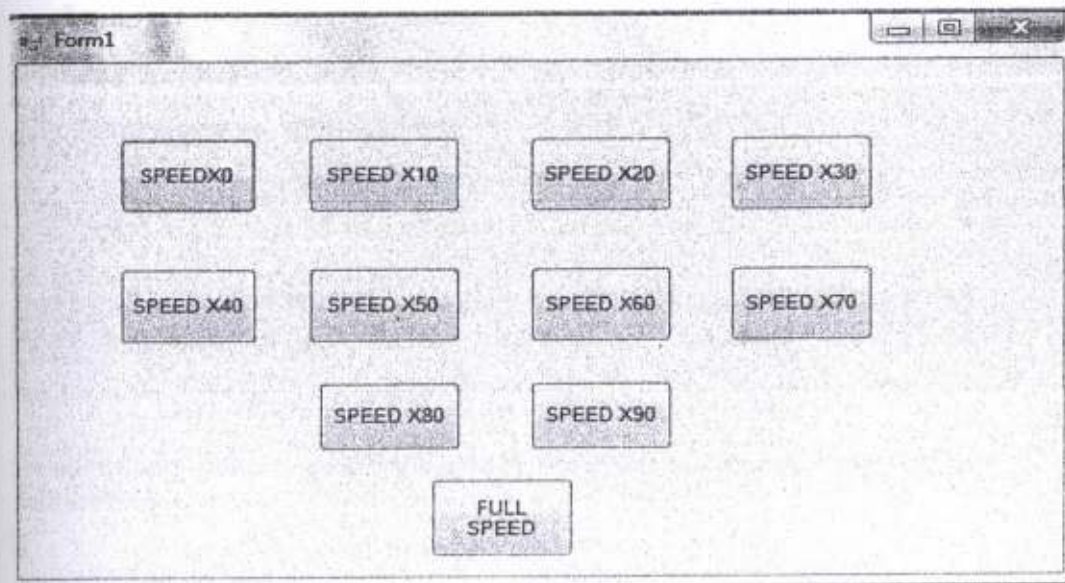 Form1
SPEEDX0 SPEED X10 SPEED X20 SPEED X30
SPEED X40 SPEED X50 SPEED X60 SPEED X70
SPEED X80 SPEED X90
FULL
SPEED